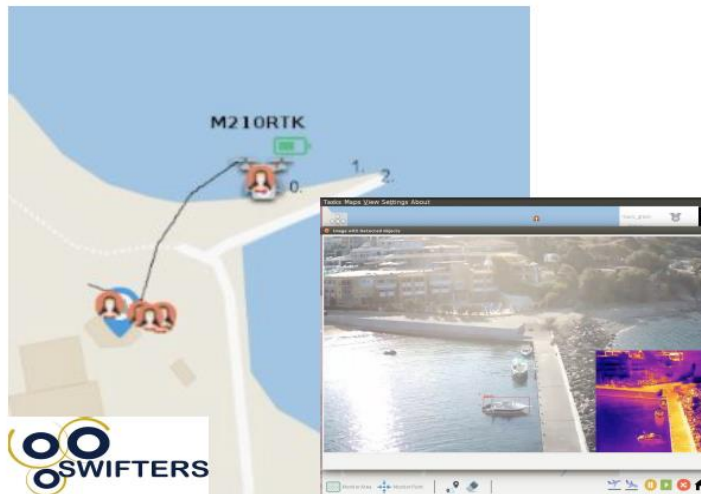 M210RTK
1.
2.
0.
Tasks Maps View Settings About
Image with Detected Objects
SWIFTERS